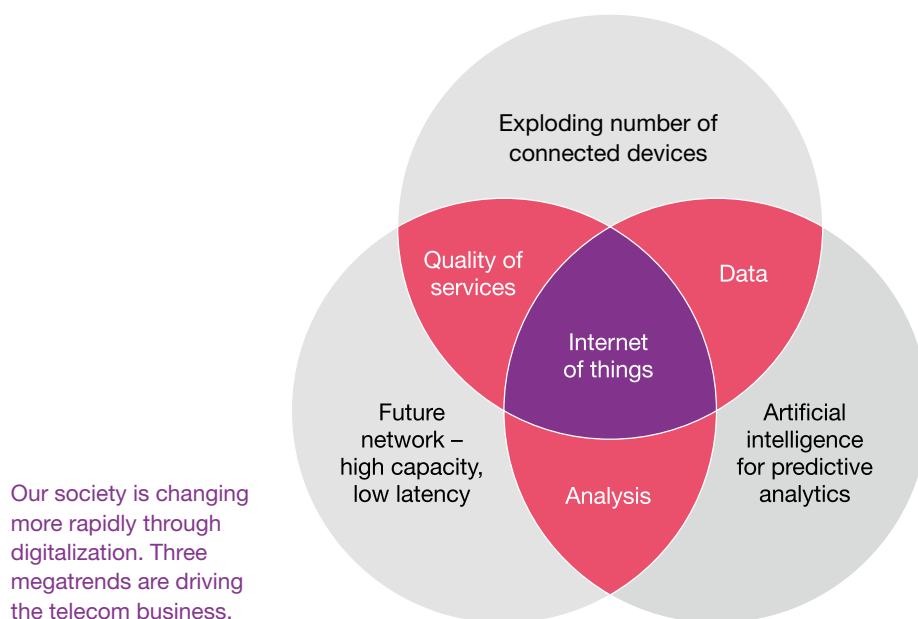 Exploding number of
connected devices
Quality of
services
Data
Internet
of things
Future
network –
high capacity,
low latency
Artificial
intelligence
for predictive
analytics
Analysis
Our society is changing
more rapidly through
digitalization. Three
megatrends are driving
the telecom business.